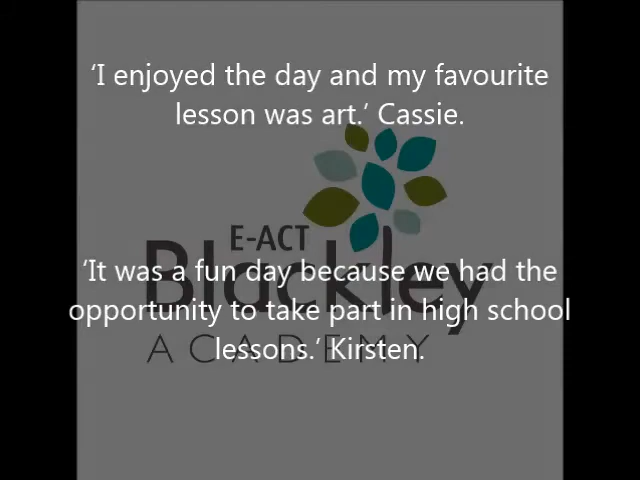 ‘I enjoyed the day and my favourite
lesson was art.’ Cassie.
E-ACT
Blackley
ACADEMY
‘It was a fun day because we had the
opportunity to take part in high school
lessons.’ Kirsten.